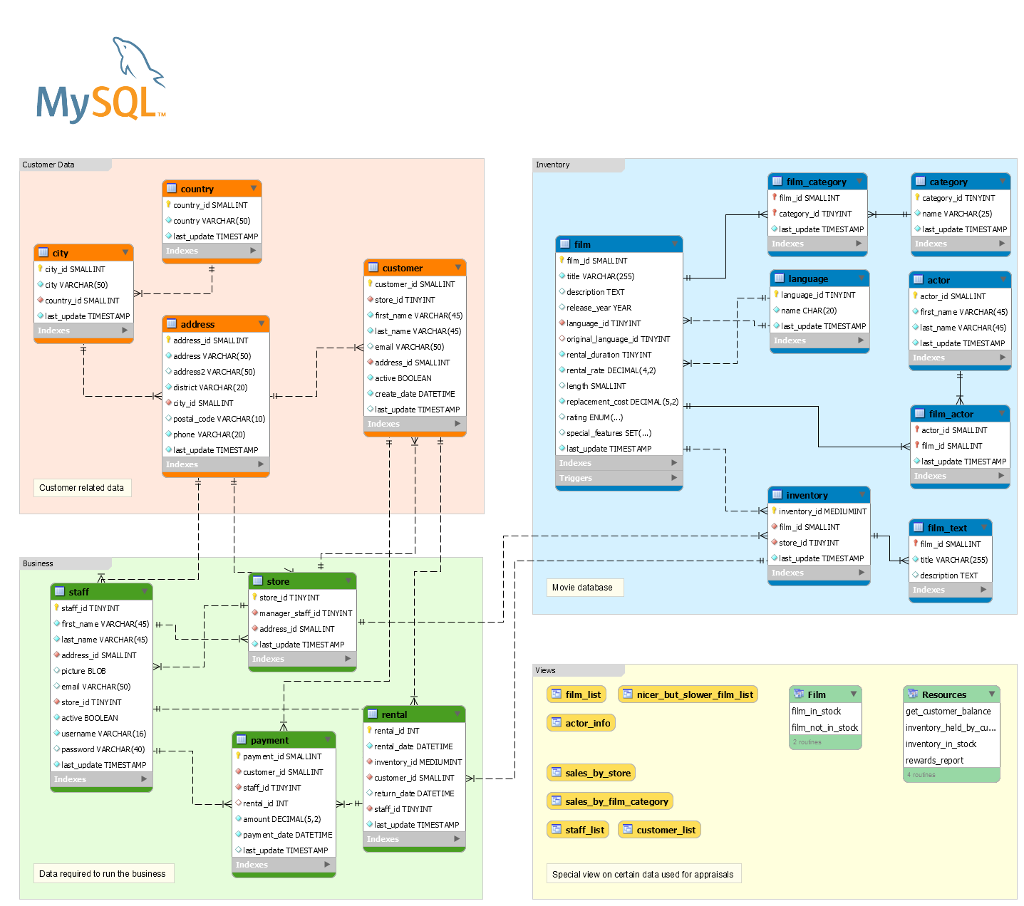 MySQL™
Customer Data
country
country_id SMALLINT
country VARCHAR(50)
last_update TIMESTAMP
Indexes
city
city_id SMALLINT
city VARCHAR(50)
country_id SMALLINT
last_update TIMESTAMP
Indexes
customer
customer_id SMALLINT
store_id TINYINT
first_name VARCHAR(45)
last_name VARCHAR(45)
email VARCHAR(50)
address_id SMALLINT
active BOOLEAN
create_date DATETIME
last_update TIMESTAMP
Indexes
address
address_id SMALLINT
address VARCHAR(50)
address2 VARCHAR(50)
district VARCHAR(20)
city_id SMALLINT
postal_code VARCHAR(10)
phone VARCHAR(20)
last_update TIMESTAMP
Indexes
Customer related data
Inventory
film_category
film_id SMALLINT
category_id TINYINT
last_update TIMESTAMP
Indexes
category
category_id TINYINT
name VARCHAR(25)
last_update TIMESTAMP
Indexes
film
film_id SMALLINT
title VARCHAR(255)
description TEXT
release_year YEAR
language_id TINYINT
original_language_id TINYINT
rental_duration TINYINT
rental_rate DECIMAL(4,2)
length SMALLINT
replacement_cost DECIMAL(5,2)
rating ENUM(...)
special_features SET(...)
last_update TIMESTAMP
Indexes
Triggers
language
language_id TINYINT
name CHAR(20)
last_update TIMESTAMP
Indexes
actor
actor_id SMALLINT
first_name VARCHAR(45)
last_name VARCHAR(45)
last_update TIMESTAMP
Indexes
film_actor
actor_id SMALLINT
film_id SMALLINT
last_update TIMESTAMP
Indexes
inventory
inventory_id MEDIUMINT
film_id SMALLINT
store_id TINYINT
last_update TIMESTAMP
Indexes
film_text
film_id SMALLINT
title VARCHAR(255)
description TEXT
Indexes
Movie database
Business
staff
staff_id TINYINT
first_name VARCHAR(45)
last_name VARCHAR(45)
address_id SMALLINT
picture BLOB
email VARCHAR(50)
store_id TINYINT
active BOOLEAN
username VARCHAR(16)
password VARCHAR(40)
last_update TIMESTAMP
Indexes
store
store_id TINYINT
manager_staff_id TINYINT
address_id SMALLINT
last_update TIMESTAMP
Indexes
payment
payment_id SMALLINT
customer_id SMALLINT
staff_id TINYINT
rental_id INT
amount DECIMAL(5,2)
payment_date DATETIME
last_update TIMESTAMP
Indexes
rental
rental_id INT
rental_date DATETIME
inventory_id MEDIUMINT
customer_id SMALLINT
return_date DATETIME
staff_id TINYINT
last_update TIMESTAMP
Indexes
Data required to run the business
Views
film_list
nicer_but_slower_film_list
actor_info
sales_by_store
sales_by_film_category
staff_list
customer_list
Film
film_in_stock
film_not_in_stock
2 routines
Resources
get_customer_balance
inventory_held_by_cu...
inventory_in_stock
rewards_report
4 routines
Special view on certain data used for appraisals